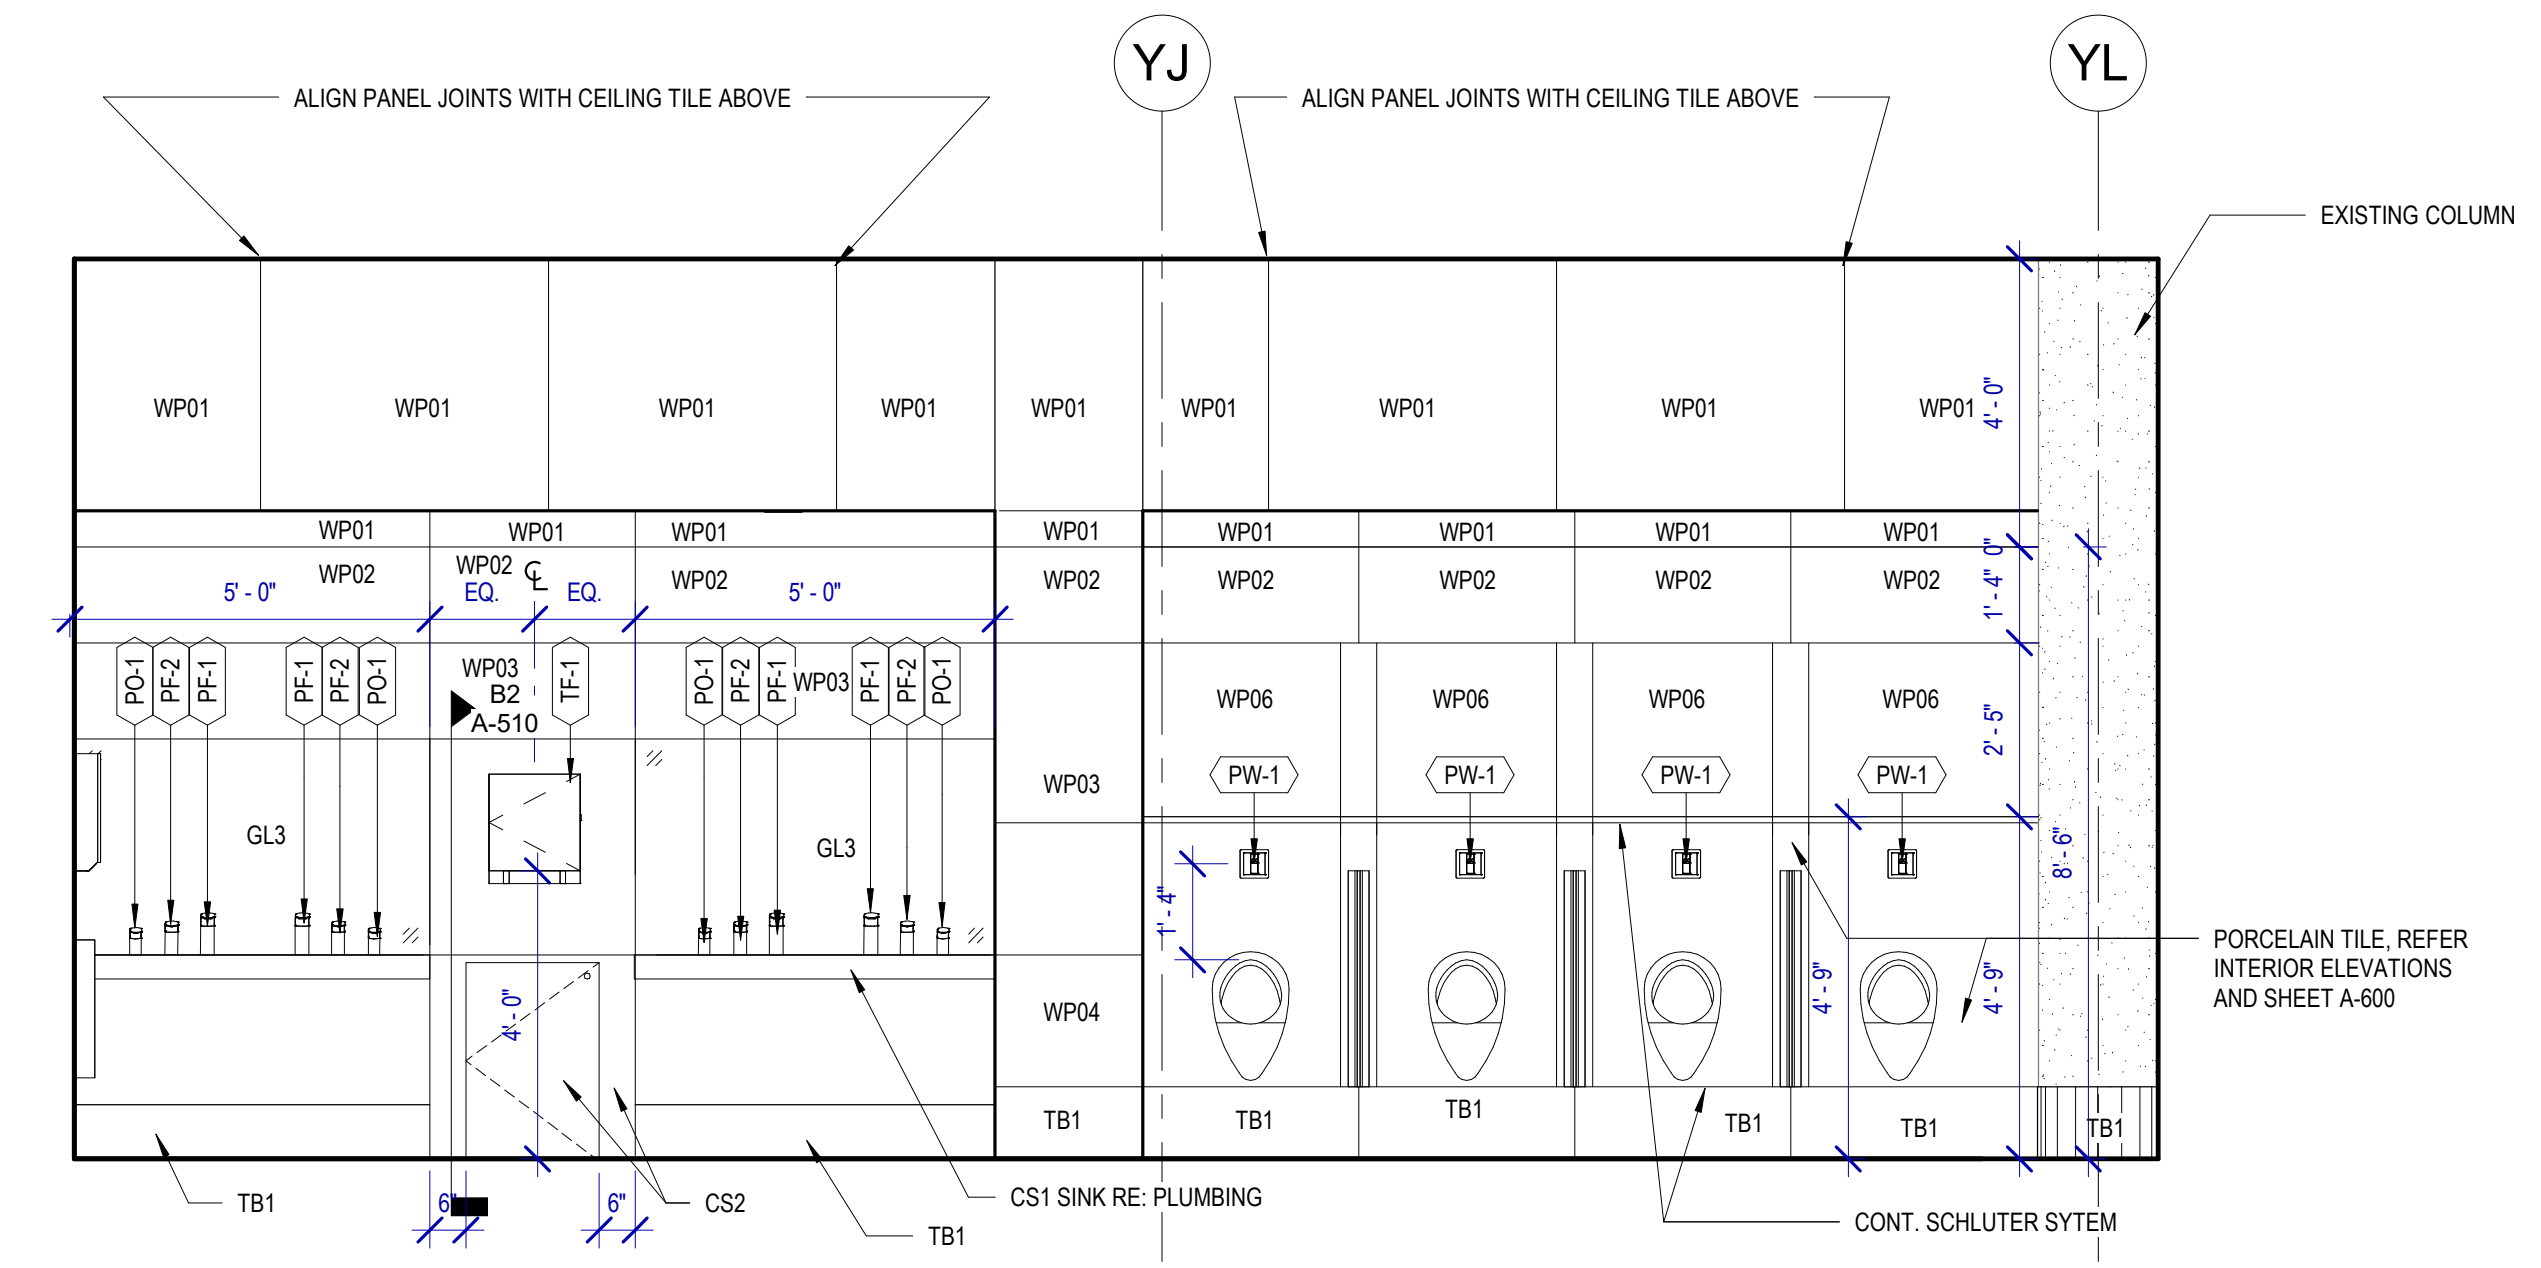 YJ
YL
ALIGN PANEL JOINTS WITH CEILING TILE ABOVE
ALIGN PANEL JOINTS WITH CEILING TILE ABOVE
EXISTING COLUMN
WP01 WP01 WP01 WP01 WP01 WP01 WP01 WP01 WP01
4' - 0"
WP01 WP01 WP01 WP01 WP01 WP01 WP01 WP01
WP02 WP02 WP02 WP02 WP02 WP02 WP02 WP02
0"
1' - 4"
5' - 0" EQ. CL EQ. 5' - 0"
PO-1 PF-2 PF-1 PF-1 PF-2 PO-1
WP03
B2
A-510
TF-1
PO-1 PF-2 PF-1 WP03 PF-1 PF-2 PO-1
WP06 WP06 WP06 WP06
2' - 5"
PW-1 PW-1 PW-1 PW-1
WP03
GL3 GL3
8' - 6"
1' - 4"
PORCELAIN TILE, REFER
INTERIOR ELEVATIONS
AND SHEET A-600
4' - 0"
WP04
4' - 9" 4' - 9"
TB1 TB1 TB1 TB1 TB1 TB1
TB1
6" 6"
CS2
CS1 SINK RE: PLUMBING
TB1
CONT. SCHLUTER SYTEM